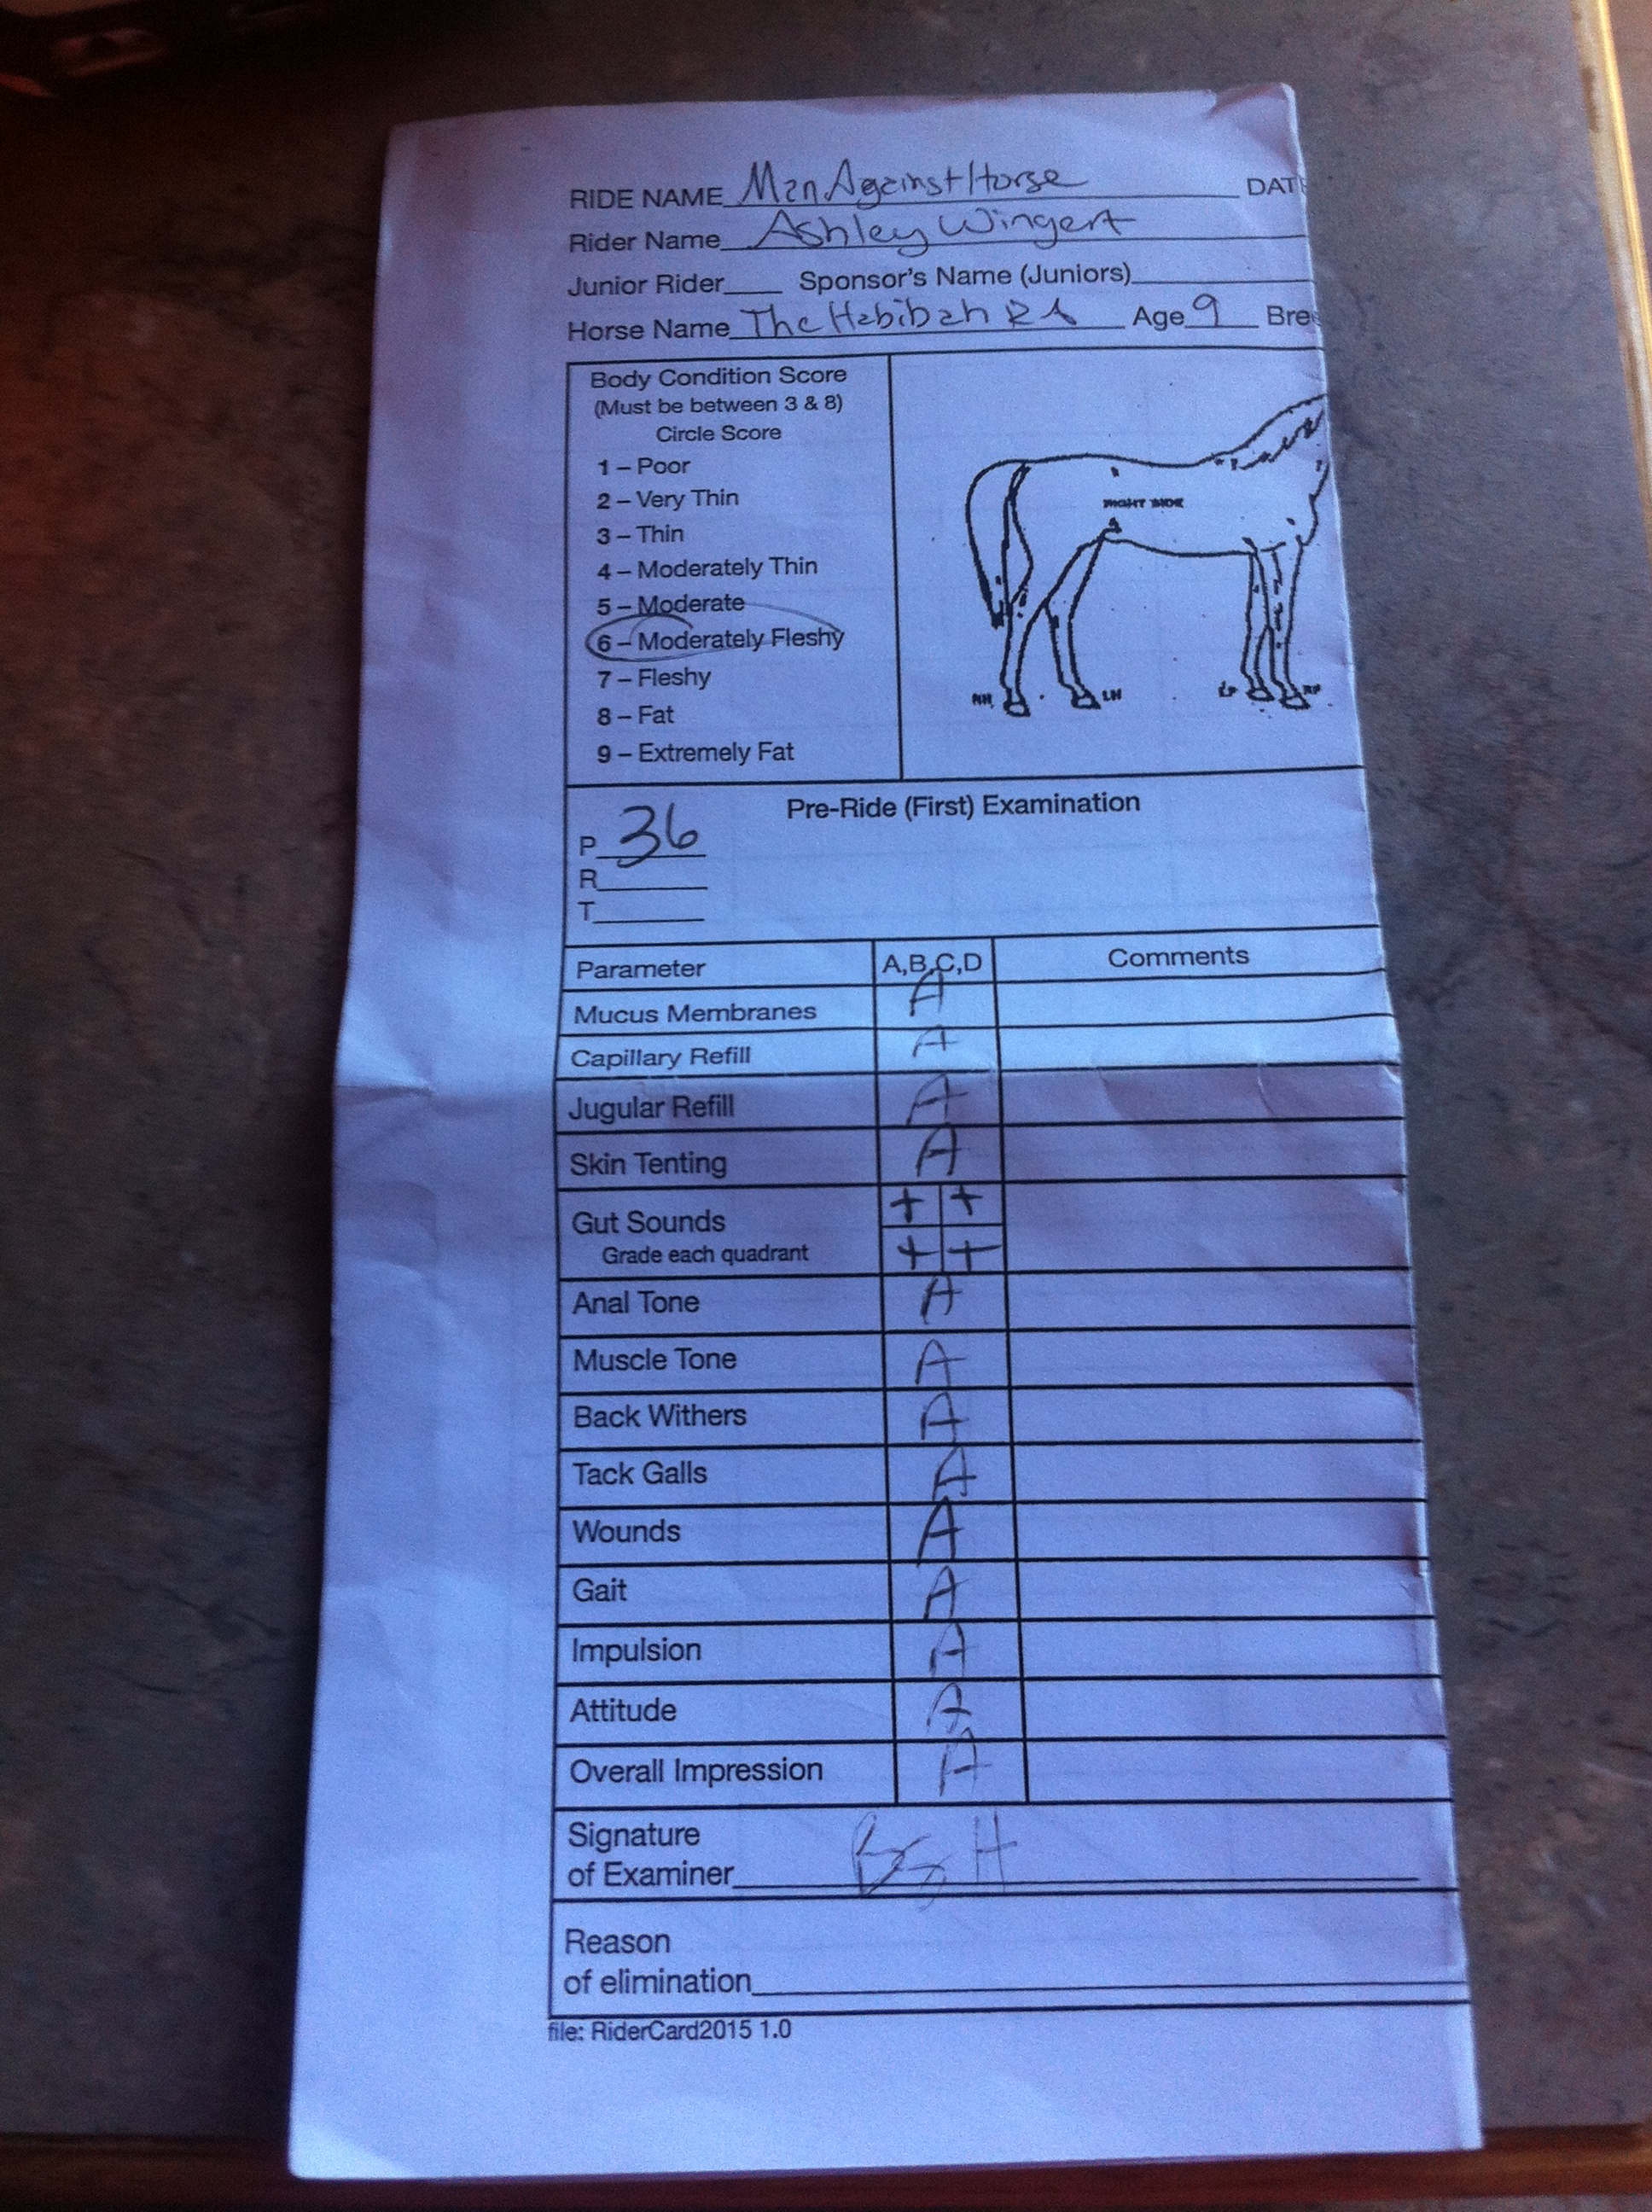 RIDE NAME Man Against Horse DATE
Rider Name Ashley Wingert
Junior Rider____ Sponsor's Name (Juniors)
Horse Name The Habibah RA Age 9 Bre
Body Condition Score
(Must be between 3 & 8)
Circle Score
1 – Poor
2 – Very Thin
3 – Thin
4 – Moderately Thin
5 – Moderate
6 – Moderately Fleshy
7 – Fleshy
8 – Fat
9 – Extremely Fat
RIGHT SIDE
RH LH LF RF
Pre-Ride (First) Examination
P 36
R
T
Parameter A,B,C,D Comments
Mucus Membranes A
Capillary Refill A
Jugular Refill A
Skin Tenting A
Gut Sounds + +
Grade each quadrant + +
Anal Tone A
Muscle Tone A
Back Withers A
Tack Galls A
Wounds A
Gait A
Impulsion A
Attitude A
Overall Impression A
Signature
of Examiner
Reason
of elimination
file: RiderCard2015 1.0